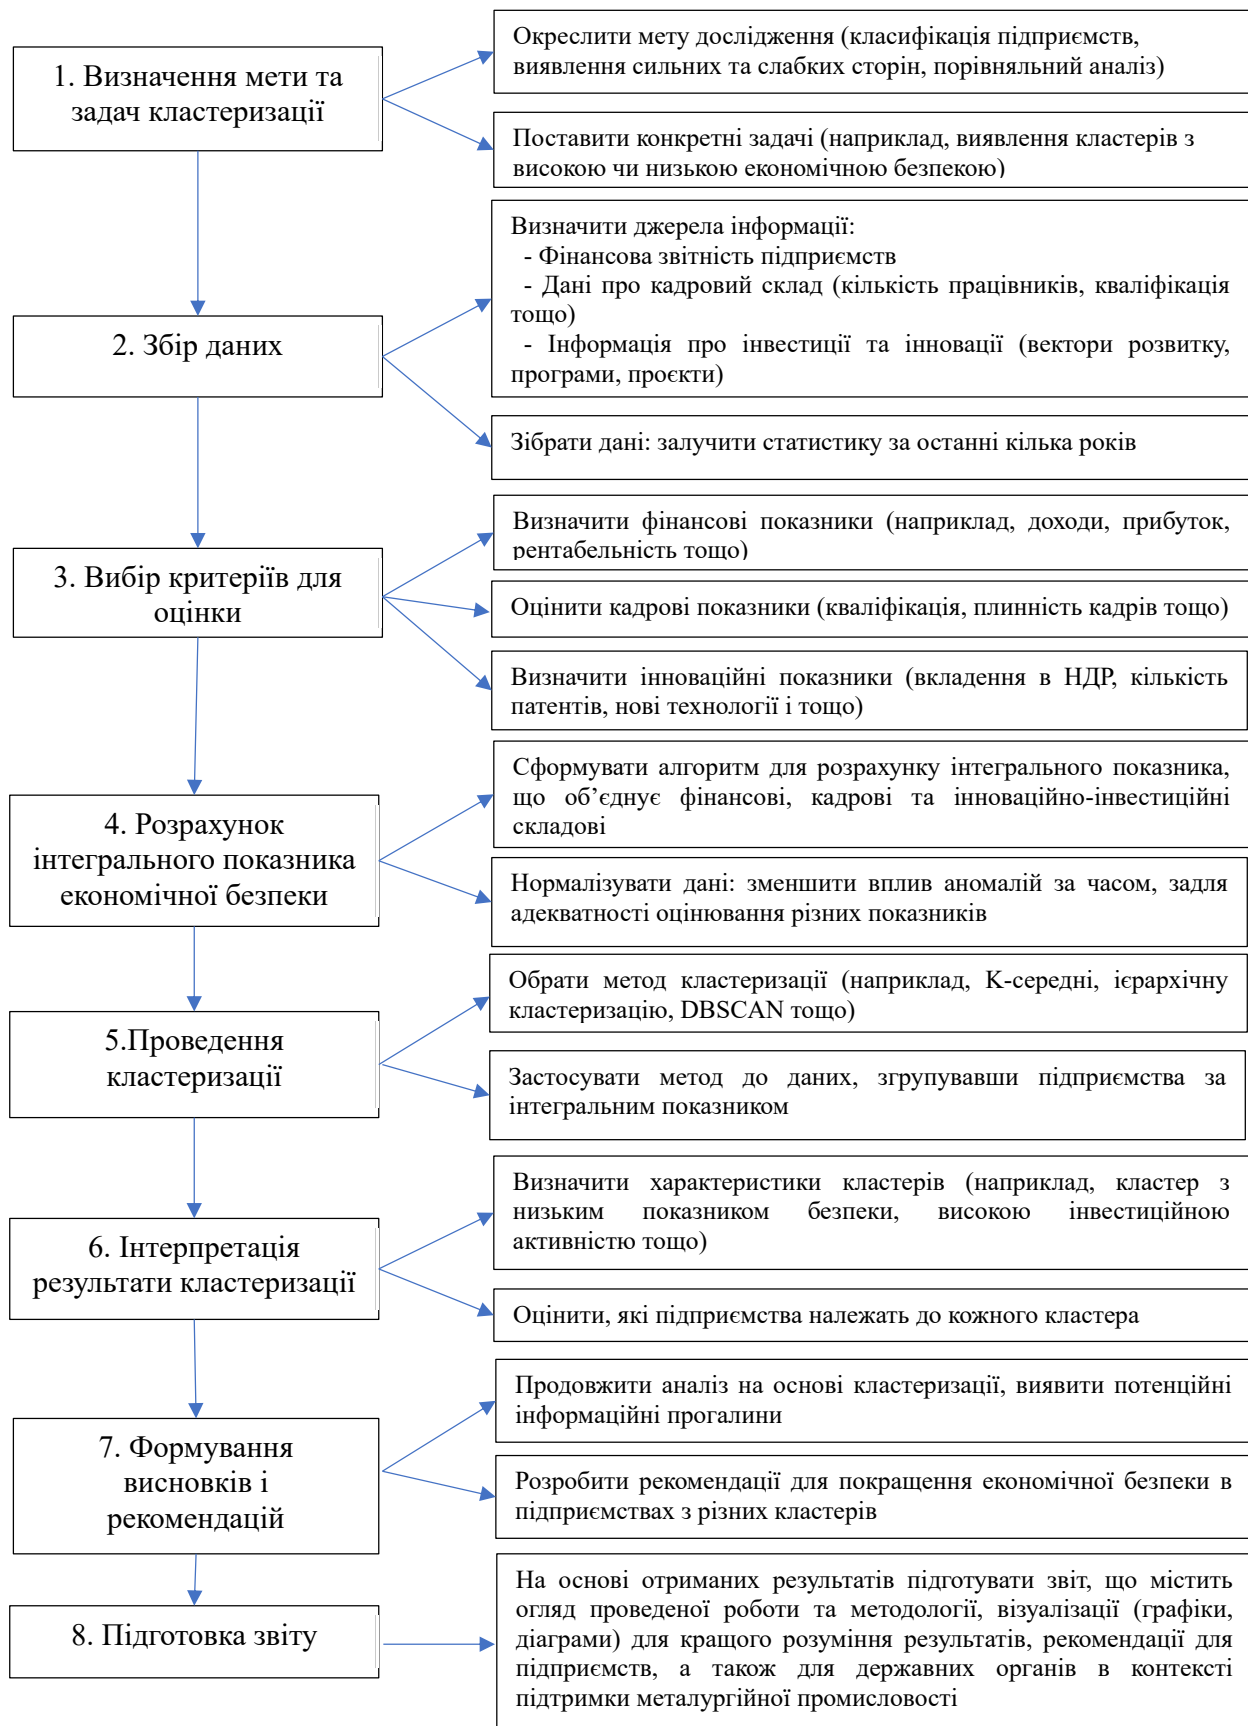 1. Визначення мети та
задач кластеризації
Окреслити мету дослідження (класифікація підприємств,
виявлення сильних та слабких сторін, порівняльний аналіз)
Поставити конкретні задачі (наприклад, виявлення кластерів з
високою чи низькою економічною безпекою)
2. Збір даних
Визначити джерела інформації:
- Фінансова звітність підприємств
- Дані про кадровий склад (кількість працівників, кваліфікація
тощо)
- Інформація про інвестиції та інновації (вектори розвитку,
програми, проєкти)
Зібрати дані: залучити статистику за останні кілька років
3. Вибір критеріїв для
оцінки
Визначити фінансові показники (наприклад, доходи, прибуток,
рентабельність тощо)
Оцінити кадрові показники (кваліфікація, плинність кадрів тощо)
Визначити інноваційні показники (вкладення в НДР, кількість
патентів, нові технології і тощо)
4. Розрахунок
інтегрального показника
економічної безпеки
Сформувати алгоритм для розрахунку інтегрального показника,
що об’єднує фінансові, кадрові та інноваційно-інвестиційні
складові
Нормалізувати дані: зменшити вплив аномалій за часом, задля
адекватності оцінювання різних показників
5.Проведення
кластеризації
Обрати метод кластеризації (наприклад, K-середні, ієрархічну
кластеризацію, DBSCAN тощо)
Застосувати метод до даних, згрупувавши підприємства за
інтегральним показником
6. Інтерпретація
результати кластеризації
Визначити характеристики кластерів (наприклад, кластер з
низьким показником безпеки, високою інвестиційною
активністю тощо)
Оцінити, які підприємства належать до кожного кластера
7. Формування
висновків і
рекомендацій
Продовжити аналіз на основі кластеризації, виявити потенційні
інформаційні прогалини
Розробити рекомендації для покращення економічної безпеки в
підприємствах з різних кластерів
8. Підготовка звіту
На основі отриманих результатів підготувати звіт, що містить
огляд проведеної роботи та методології, візуалізації (графіки,
діаграми) для кращого розуміння результатів, рекомендації для
підприємств, а також для державних органів в контексті
підтримки металургійної промисловості